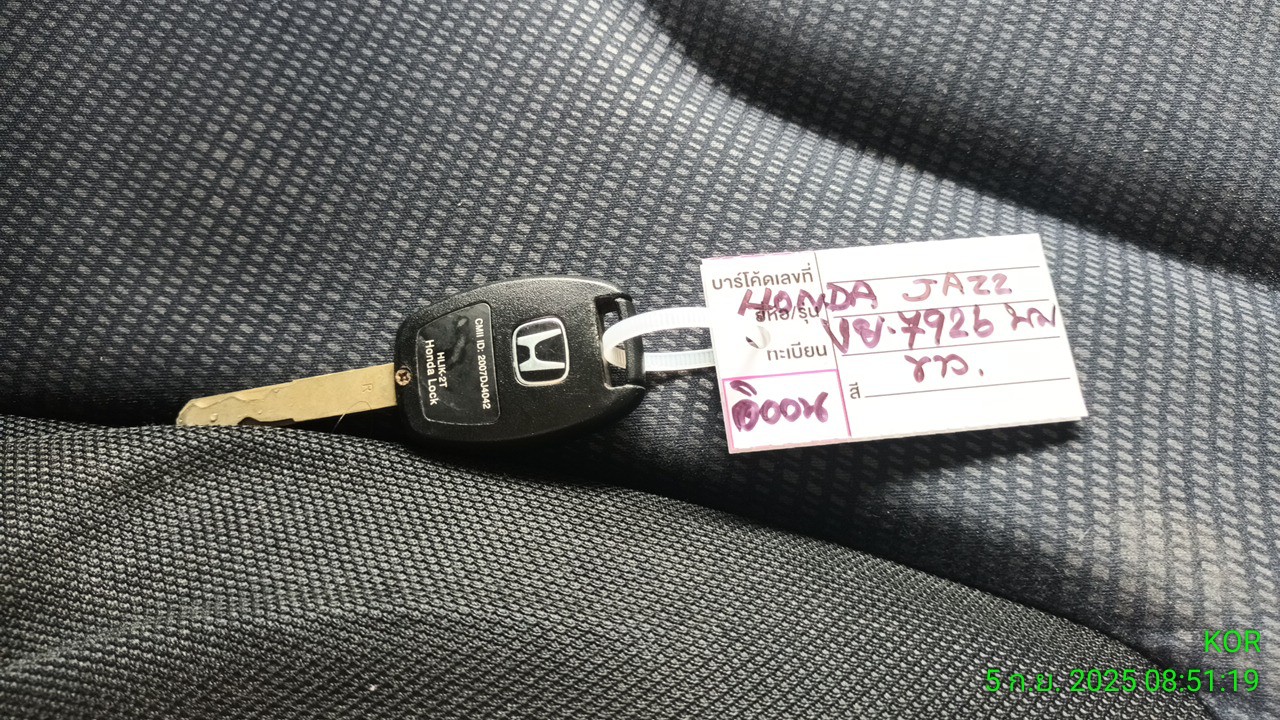 CMII ID: 2007DJ4042
HLIK-2T
Honda Lock
บาร์โค้ดเลขที่
HONDA JAZZ
ยี่ห้อ/รุ่น
ทะเบียน
7926
สี
KOR
5 ก.ย. 2025 08:51:19